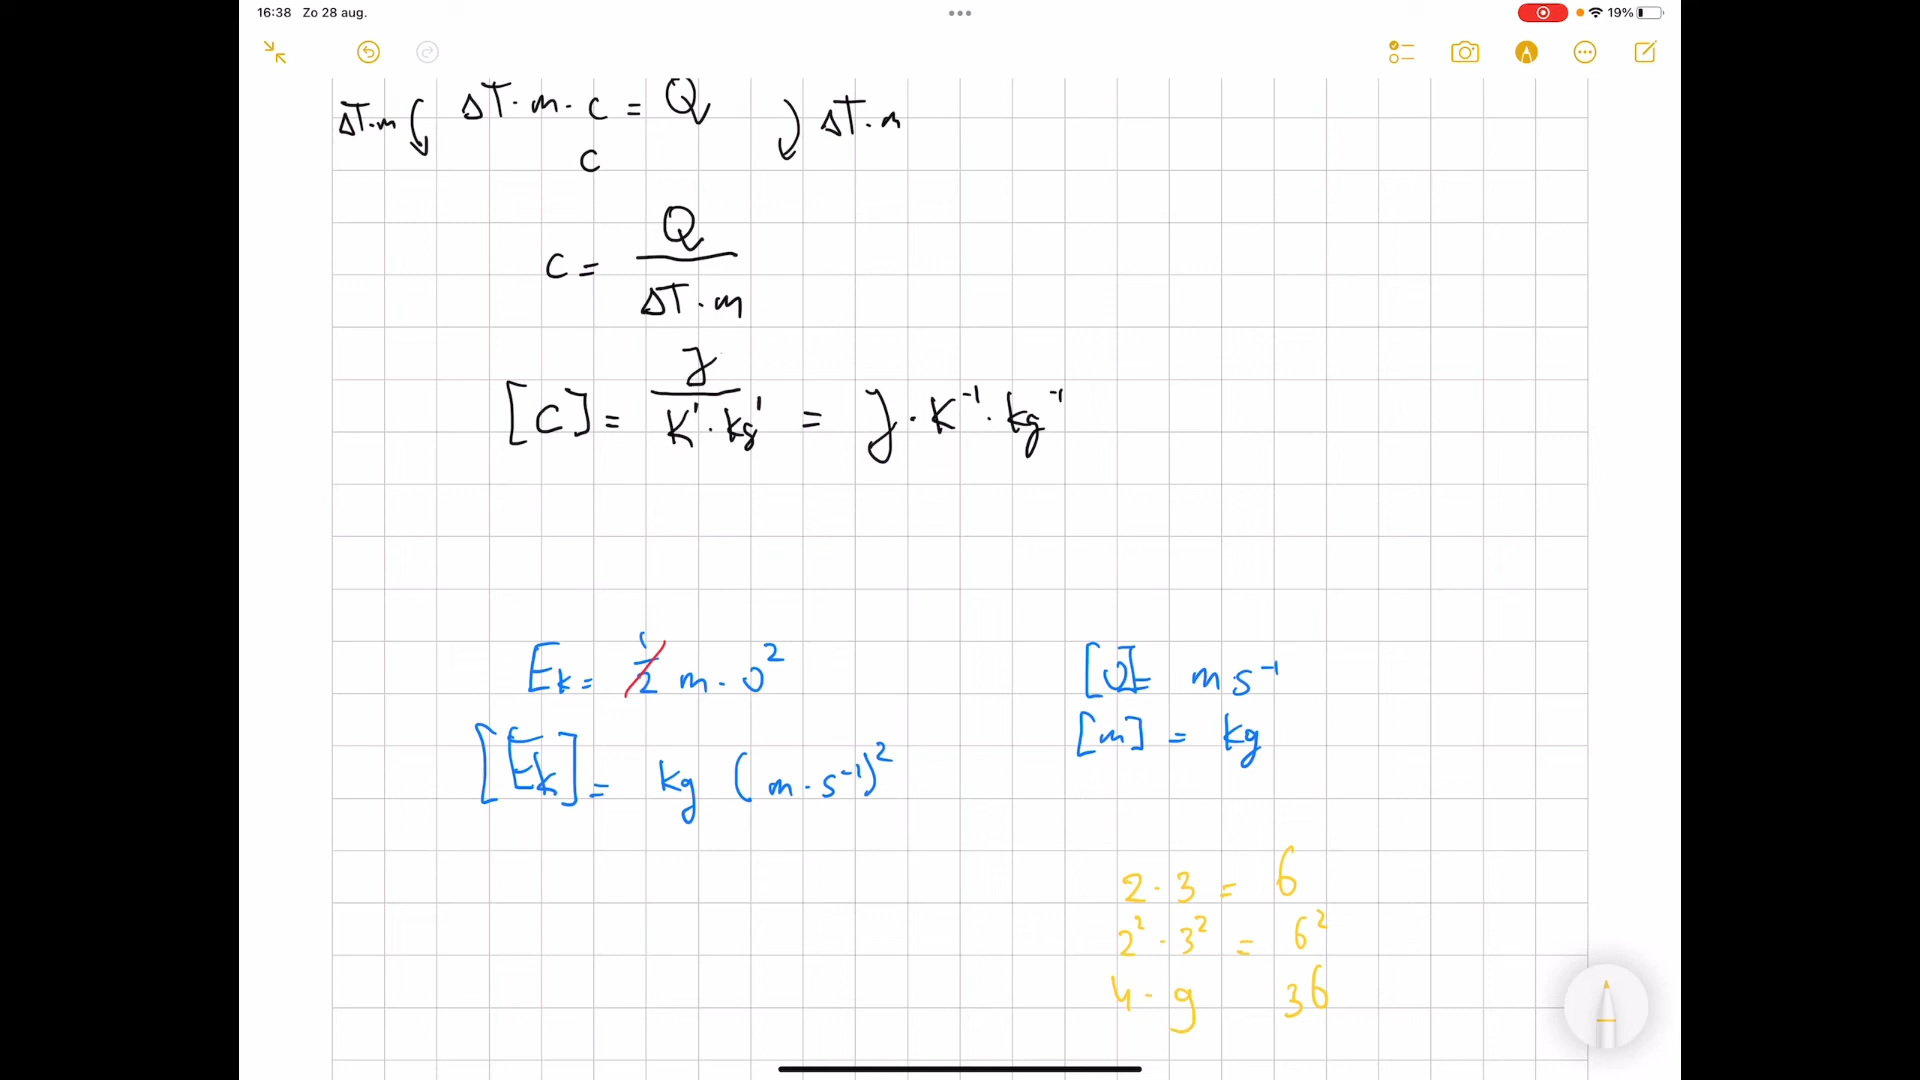 16:38 Zo 28 aug.
19%
ΔT·m ΔT·m·c = Q ΔT·m
c
c = Q / ΔT·m
[c] = J / K¹·kg¹ = J·K⁻¹·kg⁻¹
Ek = 1/2 m·v²
[v] = m·s⁻¹
[Ek] = kg (m·s⁻¹)²
[m] = kg
2·3 = 6
2²·3² = 6²
4·9 36